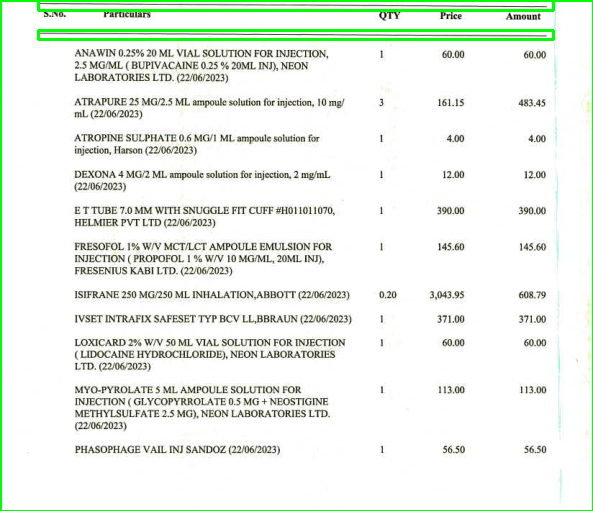 S.No. Particulars QTY Price Amount
ANAWIN 0.25% 20 ML VIAL SOLUTION FOR INJECTION, 1 60.00 60.00
2.5 MG/ML ( BUPIVACAINE 0.25 % 20ML INJ), NEON
LABORATORIES LTD. (22/06/2023)
ATRAPURE 25 MG/2.5 ML ampoule solution for injection, 10 mg/ 3 161.15 483.45
mL (22/06/2023)
ATROPINE SULPHATE 0.6 MG/1 ML ampoule solution for 1 4.00 4.00
injection, Harson (22/06/2023)
DEXONA 4 MG/2 ML ampoule solution for injection, 2 mg/mL 1 12.00 12.00
(22/06/2023)
E T TUBE 7.0 MM WITH SNUGGLE FIT CUFF #H011011070, 1 390.00 390.00
HELMIER PVT LTD (22/06/2023)
FRESOFOL 1% W/V MCT/LCT AMPOULE EMULSION FOR 1 145.60 145.60
INJECTION ( PROPOFOL 1 % W/V 10 MG/ML, 20ML INJ),
FRESENIUS KABI LTD. (22/06/2023)
ISIFRANE 250 MG/250 ML INHALATION,ABBOTT (22/06/2023) 0.20 3,043.95 608.79
IVSET INTRAFIX SAFESET TYP BCV LL,BBRAUN (22/06/2023) 1 371.00 371.00
LOXICARD 2% W/V 50 ML VIAL SOLUTION FOR INJECTION 1 60.00 60.00
( LIDOCAINE HYDROCHLORIDE), NEON LABORATORIES
LTD. (22/06/2023)
MYO-PYROLATE 5 ML AMPOULE SOLUTION FOR 1 113.00 113.00
INJECTION ( GLYCOPYRROLATE 0.5 MG + NEOSTIGINE
METHYLSULFATE 2.5 MG), NEON LABORATORIES LTD.
(22/06/2023)
PHASOPHAGE VAIL INJ SANDOZ (22/06/2023) 1 56.50 56.50